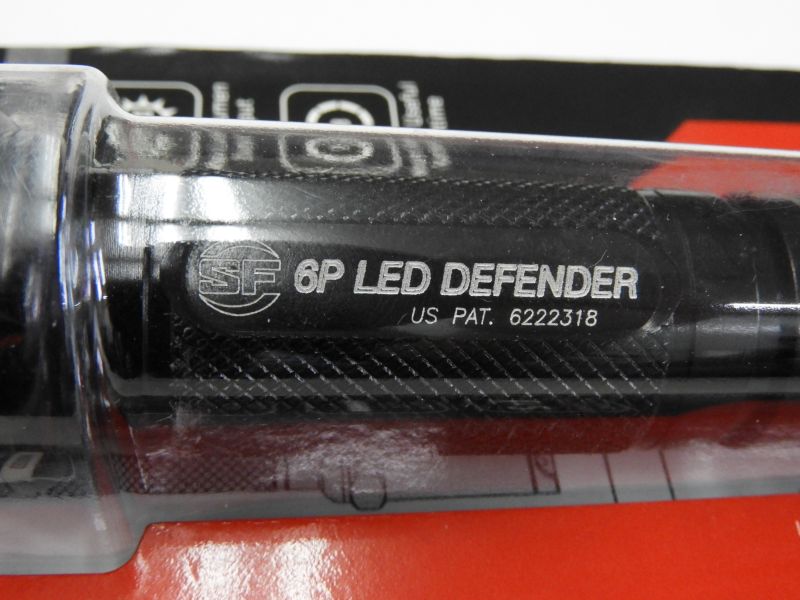 SF 6P LED DEFENDER
US PAT. 6222318